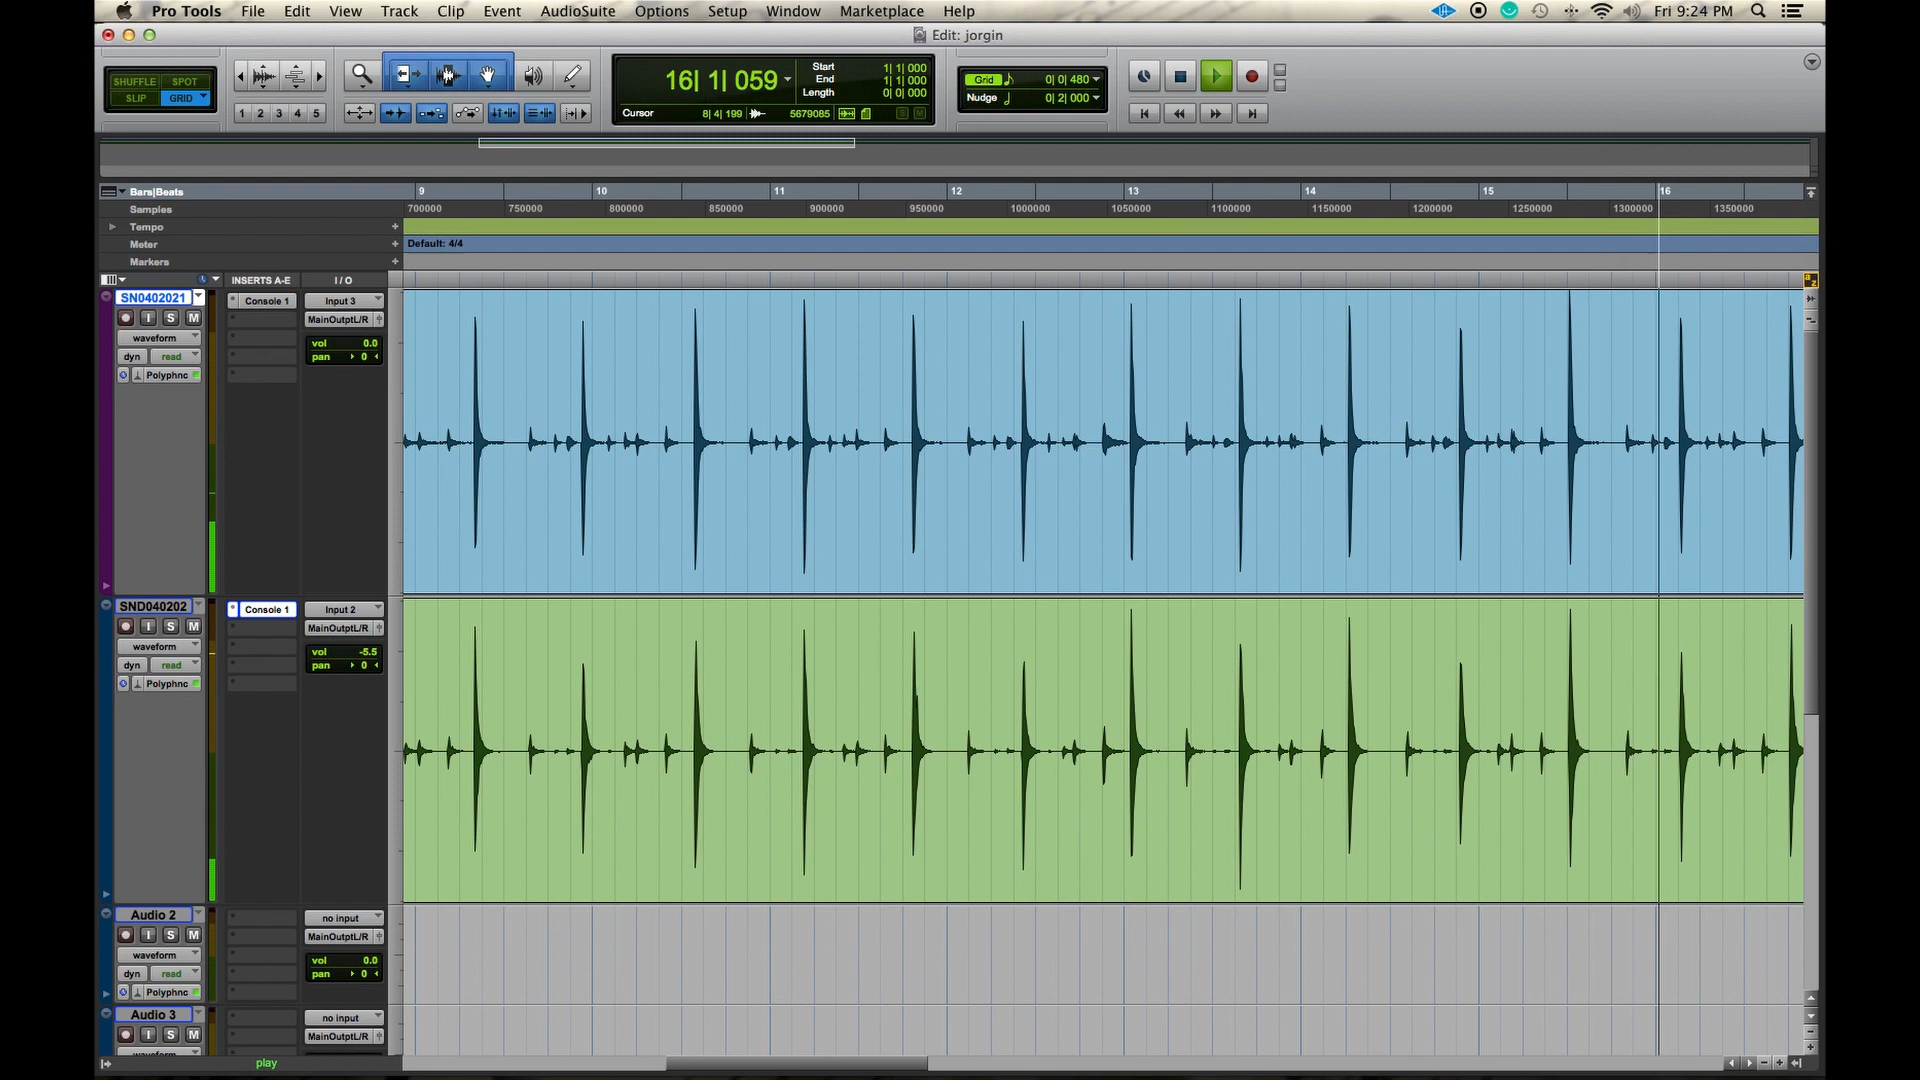 Pro Tools File Edit View Track Clip Event AudioSuite Options Setup Window Marketplace Help Fri 9:24 PM
Edit: jorgin
SHUFFLE SPOT
SLIP GRID
1 2 3 4 5
16| 1| 059
Start 1| 1| 000
End 1| 1| 000
Length 0| 0| 000
Cursor 8| 4| 199 5679085
Grid 0| 0| 480
Nudge 0| 2| 000
Bars|Beats 9 10 11 12 13 14 15 16
Samples 700000 750000 800000 850000 900000 950000 1000000 1050000 1100000 1150000 1200000 1250000 1300000 1350000
Tempo
Meter Default: 4/4
Markers
INSERTS A-E I / O
SN0402021 Console 1 Input 3
I S M MainOutptL/R
waveform
vol 0.0
dyn read pan 0
Polyphnc
SND040202 Console 1 Input 2
I S M MainOutptL/R
waveform
vol -5.5
dyn read pan 0
Polyphnc
Audio 2 no input
I S M MainOutptL/R
waveform
vol 0.0
dyn read pan 0
Polyphnc
Audio 3 no input
I S M MainOutptL/R
waveform
play